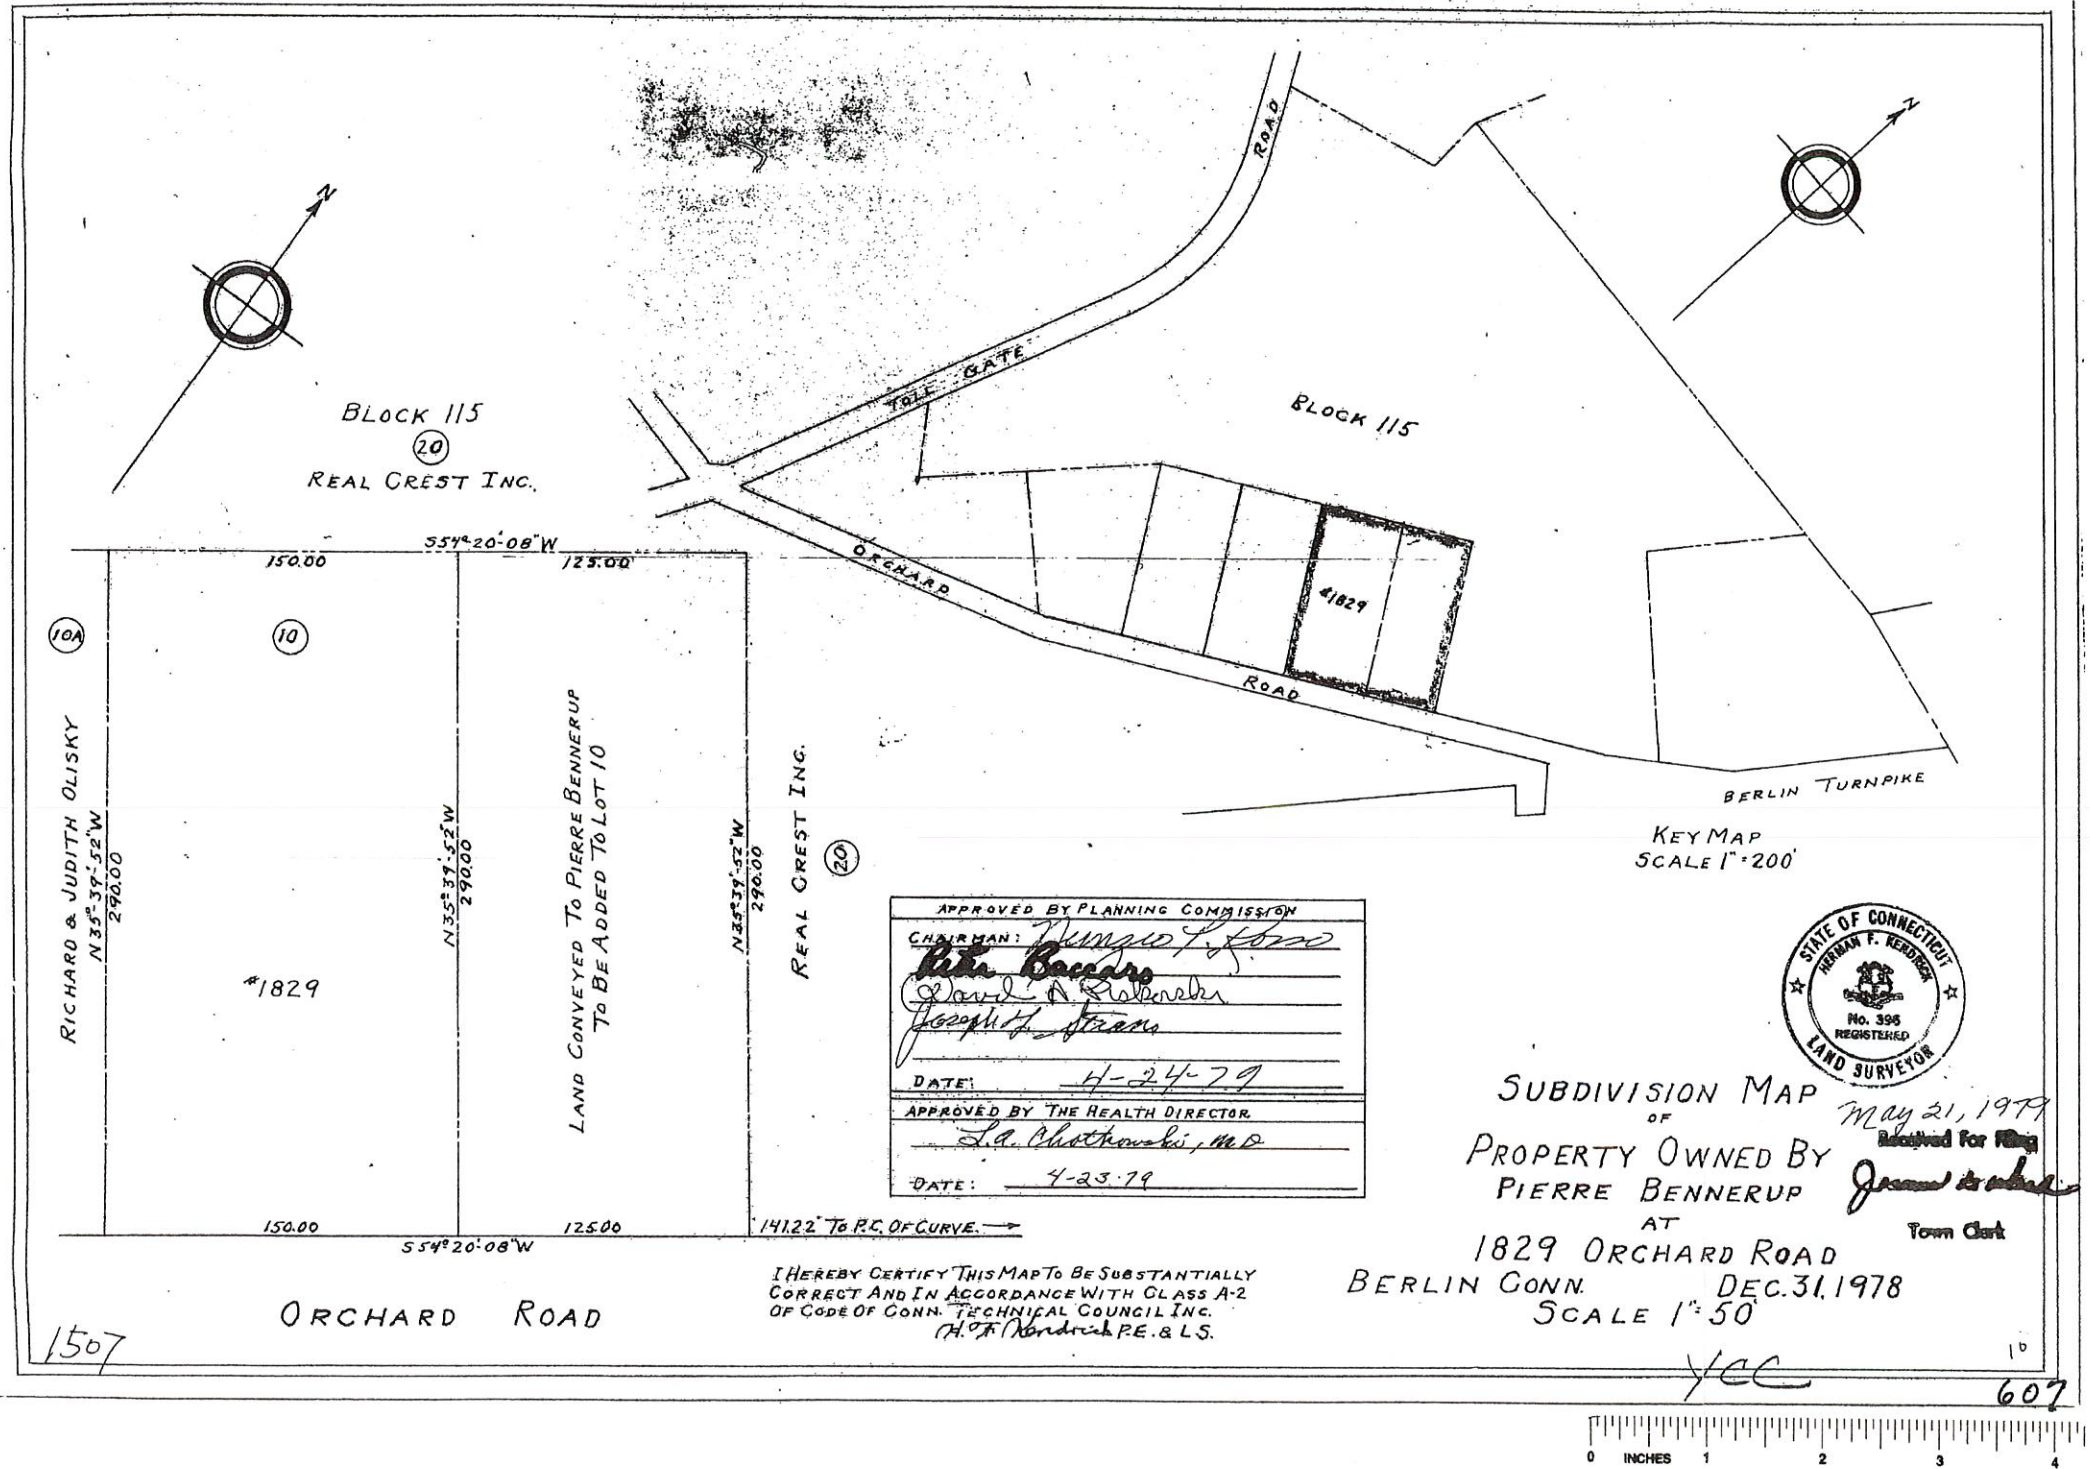 N
N
ROAD
TOLL GATE
BLOCK 115
20
REAL CREST INC.
BLOCK 115
S54°20'-08"W
150.00
125.00
ORCHARD
#1829
ROAD
10A
10
RICHARD & JUDITH OLISKY
N35°-39'-52"W
290.00
N35°39'-52"W
290.00
LAND CONVEYED TO PIERRE BENNERUP
TO BE ADDED TO LOT 10
N35°-39'-52"W
290.00
REAL CREST INC.
20
#1829
BERLIN TURNPIKE
KEY MAP
SCALE 1"=200'
APPROVED BY PLANNING COMMISSION
CHAIRMAN:
DATE: 4-24-79
APPROVED BY THE HEALTH DIRECTOR
DATE: 4-23-79
STATE OF CONNECTICUT
HERMAN F. KENDRICK
No. 396
REGISTERED
LAND SURVEYOR
150.00
125.00
141.22' TO P.C. OF CURVE.
S54°20'-08"W
ORCHARD ROAD
I HEREBY CERTIFY THIS MAP TO BE SUBSTANTIALLY
CORRECT AND IN ACCORDANCE WITH CLASS A-2
OF CODE OF CONN. TECHNICAL COUNCIL INC.
H. F. Kendrick P.E. & L.S.
SUBDIVISION MAP
OF
PROPERTY OWNED BY
PIERRE BENNERUP
AT
1829 ORCHARD ROAD
BERLIN CONN. DEC. 31, 1978
SCALE 1"=50'
May 21, 1979
Received For Filing
Town Clerk
1507
10
YCC
607
0 INCHES 1 2 3 4